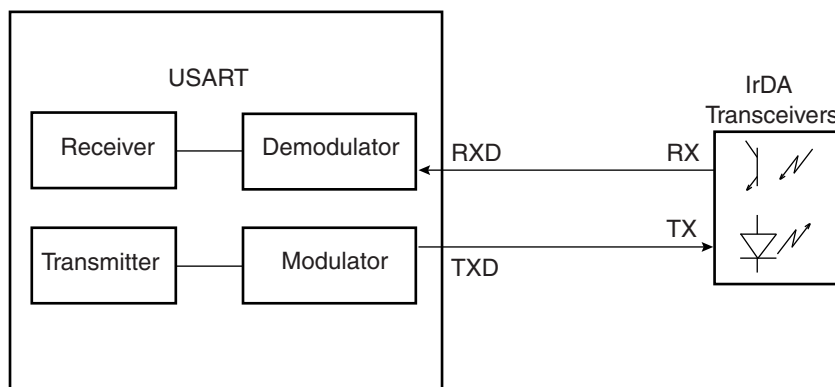 USART
IrDA
Transceivers
Receiver
Demodulator
RXD
RX
Transmitter
Modulator
TX
TXD